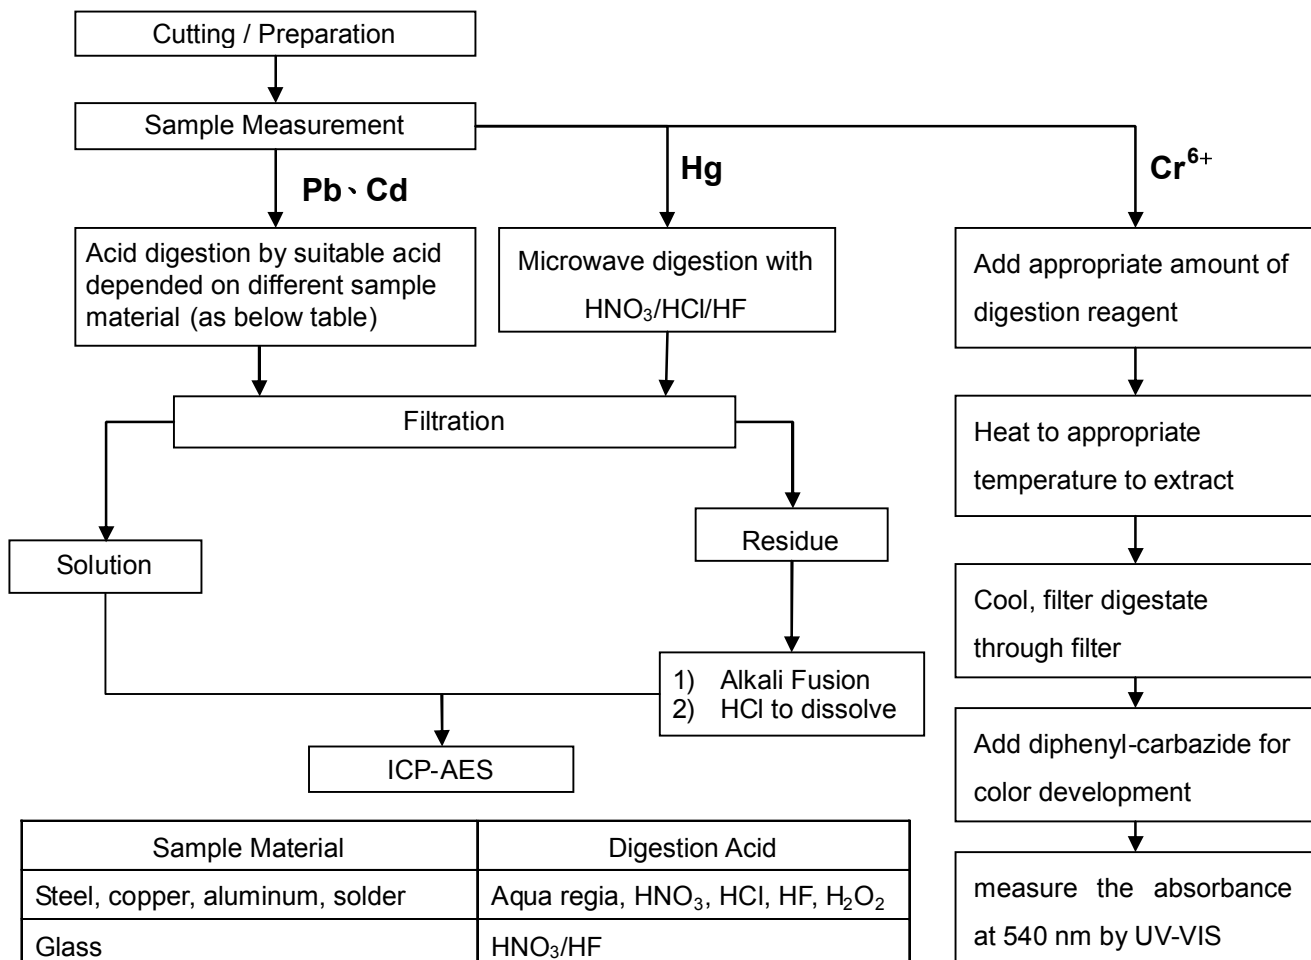 Cutting / Preparation
Sample Measurement
Pb、Cd
Hg
Cr⁶⁺
Acid digestion by suitable acid
depended on different sample
material (as below table)
Microwave digestion with
HNO₃/HCl/HF
Add appropriate amount of
digestion reagent
Filtration
Heat to appropriate
temperature to extract
Solution
Residue
Cool, filter digestate
through filter
1) Alkali Fusion
2) HCl to dissolve
ICP-AES
Add diphenyl-carbazide for
color development
Sample Material
Digestion Acid
Steel, copper, aluminum, solder
Aqua regia, HNO₃, HCl, HF, H₂O₂
Glass
HNO₃/HF
measure the absorbance
at 540 nm by UV-VIS